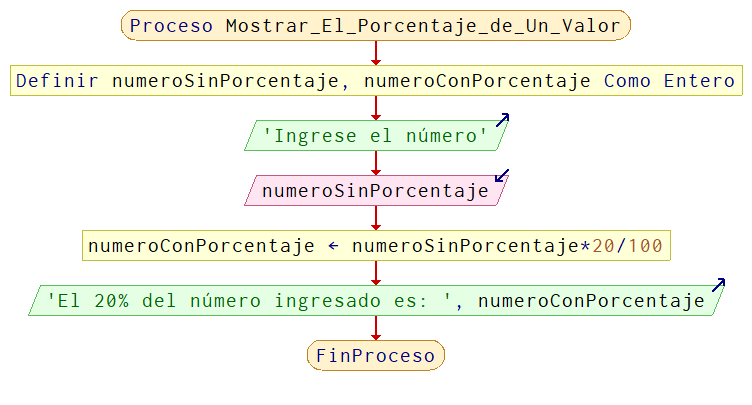 Proceso Mostrar_El_Porcentaje_de_Un_Valor
Definir numeroSinPorcentaje, numeroConPorcentaje Como Entero
'Ingrese el número'
numeroSinPorcentaje
numeroConPorcentaje ← numeroSinPorcentaje*20/100
'El 20% del número ingresado es: ', numeroConPorcentaje
FinProceso